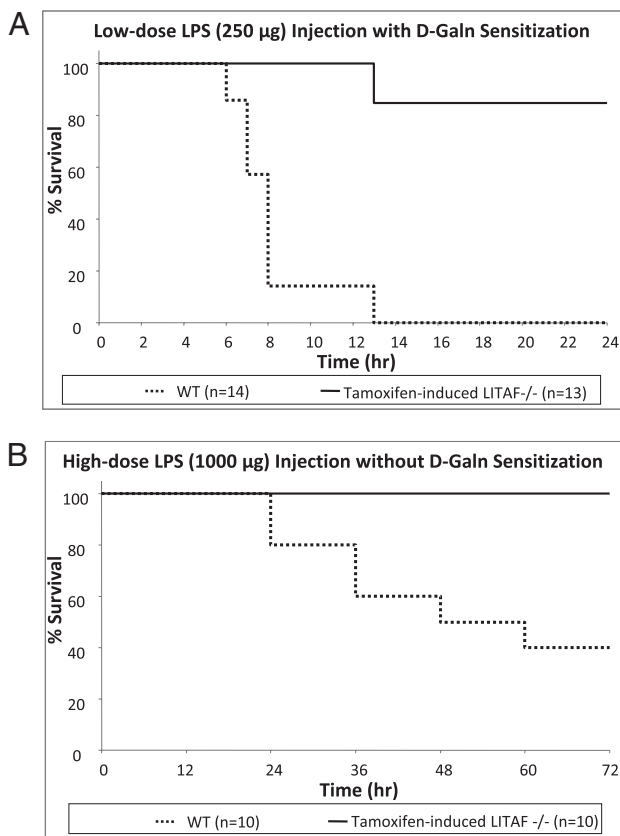 A
Low-dose LPS (250 µg) Injection with D-Galn Sensitization
100
80
60
40
20
0
% Survival
0 2 4 6 8 10 12 13 14 16 18 20 22 24
Time (hr)
WT (n=14) Tamoxifen-induced LITAF-/- (n=13)
B
High-dose LPS (1000 µg) Injection without D-Galn Sensitization
100
80
60
40
20
0
% Survival
0 12 24 36 48 60 72
Time (hr)
WT (n=10) Tamoxifen-induced LITAF -/- (n=10)